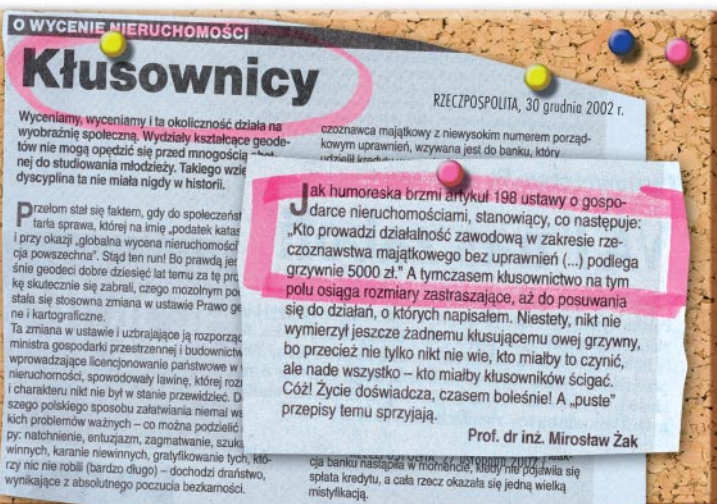 O WYCENIE NIERUCHOMOŚCI
Kłusownicy
RZECZPOSPOLITA, 30 grudnia 2002 r.
Wyceniamy, wyceniamy i ta okoliczność działa na
wyobraźnię społeczną. Wydziały kształcące geode-
tów nie mogą opędzić się przed mnogością
nej do studiowania młodzieży. Takiego
dyscyplina ta nie miała nigdy w historii.
Przełom stał się faktem, gdy do
tarła sprawa, której na imię „podatek
i przy okazji „globalna wycena nieruchomości
cja powszechna”. Stąd ten run! Bo prawdą
śnie geodeci dobre dziesięć lat temu za tę
kę skutecznie się zabrali, czego mozolnym
stała się stosowna zmiana w ustawie Prawo
ne i kartograficzne.
Ta zmiana w ustawie i uzbrajające ją
ministra gospodarki przestrzennej i
wprowadzające licencjonowanie państwowe w
nieruchomości, spowodowały lawinę, której
i charakteru nikt nie był w stanie przewidzieć.
szego polskiego sposobu załatwiania niemal
kich problemów ważnych – co można podzielić
py: natchnienie, entuzjazm, zagmatwanie,
winnych, karanie niewinnych, gratyfikowanie tych, któ-
rzy nic nie robili (bardzo długo) – dochodzi draństwo,
wynikające z absolutnego poczucia bezkarności.
czoznawca majątkowy z niewysokim numerem porząd-
kowym uprawnień, wzywana jest do banku, który
udzielił kredytu
Jak humoreska brzmi artykuł 198 ustawy o gospo-
darce nieruchomościami, stanowiący, co następuje:
„Kto prowadzi działalność zawodową w zakresie rze-
czoznawstwa majątkowego bez uprawnień (...) podlega
grzywnie 5000 zł.” A tymczasem kłusownictwo na tym
polu osiąga rozmiary zastraszające, aż do posuwania
się do działań, o których napisałem. Niestety, nikt nie
wymierzył jeszcze żadnemu kłusującemu owej grzywny,
bo przecież nie tylko nikt nie wie, kto miałby to czynić,
ale nade wszystko – kto miałby kłusowników ścigać.
Cóż! Życie doświadcza, czasem boleśnie! A „puste”
przepisy temu sprzyjają.
Prof. dr inż. Mirosław Żak
cja banku nastąpiła w momencie, kiedy nie pojawiła się
spłata kredytu, a cała rzecz okazała się jedną wielką
mistyfikacją.